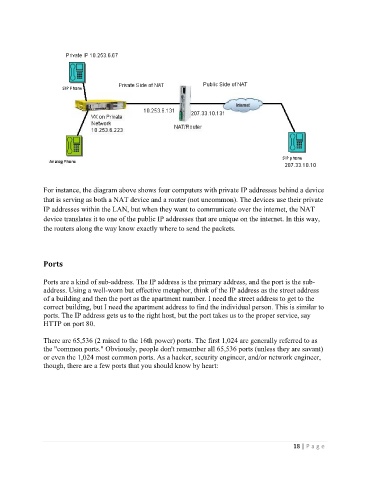 Private IP 10.253.6.67
SIP Phone
Private Side of NAT
Public Side of NAT
Internet
10.253.6.131
207.33.10.131
VX on Private
Network
10.253.6.223
NAT/Router
Analog Phone
SIP phone
207.33.10.10
For instance, the diagram above shows four computers with private IP addresses behind a device
that is serving as both a NAT device and a router (not uncommon). The devices use their private
IP addresses within the LAN, but when they want to communicate over the internet, the NAT
device translates it to one of the public IP addresses that are unique on the internet. In this way,
the routers along the way know exactly where to send the packets.
Ports
Ports are a kind of sub-address. The IP address is the primary address, and the port is the sub-
address. Using a well-worn but effective metaphor, think of the IP address as the street address
of a building and then the port as the apartment number. I need the street address to get to the
correct building, but I need the apartment address to find the individual person. This is similar to
ports. The IP address gets us to the right host, but the port takes us to the proper service, say
HTTP on port 80.
There are 65,536 (2 raised to the 16th power) ports. The first 1,024 are generally referred to as
the "common ports." Obviously, people don't remember all 65,536 ports (unless they are savant)
or even the 1,024 most common ports. As a hacker, security engineer, and/or network engineer,
though, there are a few ports that you should know by heart:
18 | P a g e